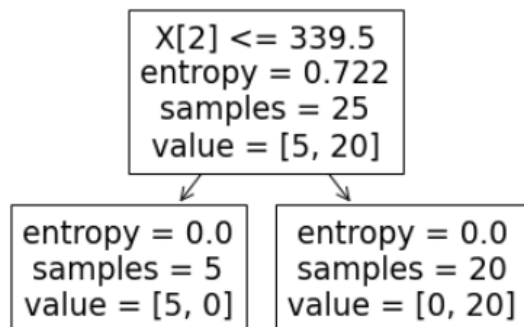 X[2] <= 339.5
entropy = 0.722
samples = 25
value = [5, 20]
entropy = 0.0
samples = 5
value = [5, 0]
entropy = 0.0
samples = 20
value = [0, 20]